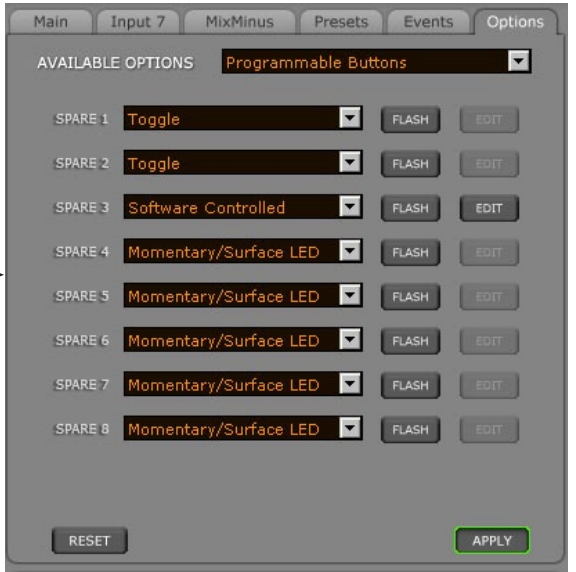 Main Input 7 MixMinus Presets Events Options
AVAILABLE OPTIONS Programmable Buttons
SPARE 1 Toggle FLASH EDIT
SPARE 2 Toggle FLASH EDIT
SPARE 3 Software Controlled FLASH EDIT
SPARE 4 Momentary/Surface LED FLASH EDIT
SPARE 5 Momentary/Surface LED FLASH EDIT
SPARE 6 Momentary/Surface LED FLASH EDIT
SPARE 7 Momentary/Surface LED FLASH EDIT
SPARE 8 Momentary/Surface LED FLASH EDIT
RESET APPLY